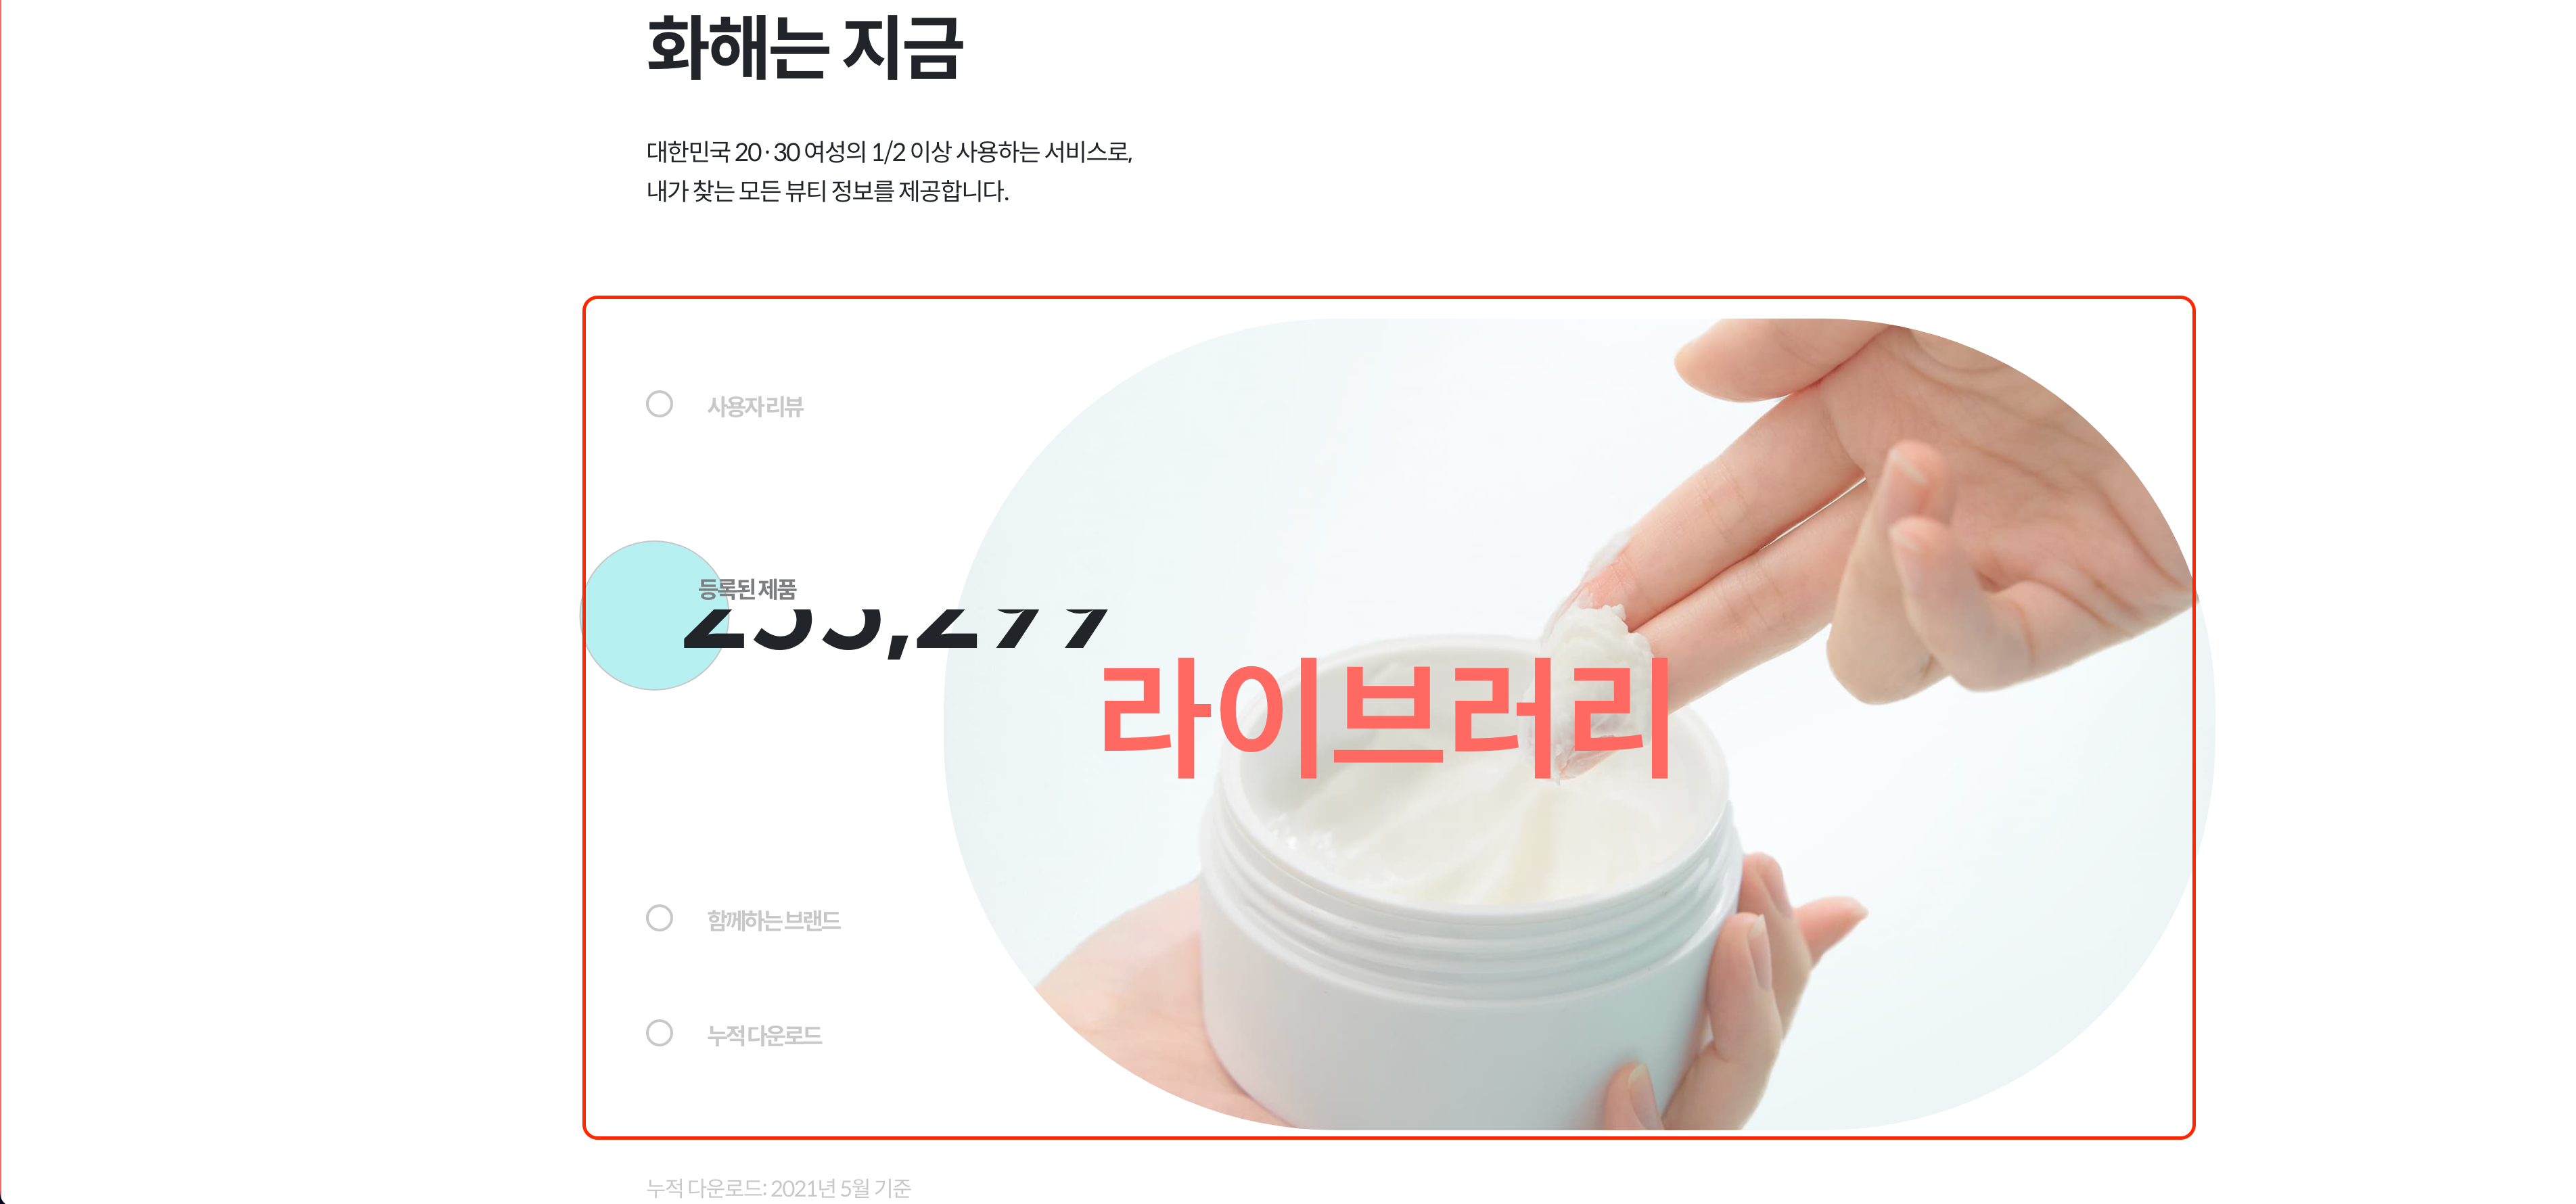 화해는 지금
대한민국 20·30 여성의 1/2 이상 사용하는 서비스로,
내가 찾는 모든 뷰티 정보를 제공합니다.
사용자 리뷰
등록된 제품
라이브러리
함께하는 브랜드
누적 다운로드
누적 다운로드: 2021년 5월 기준